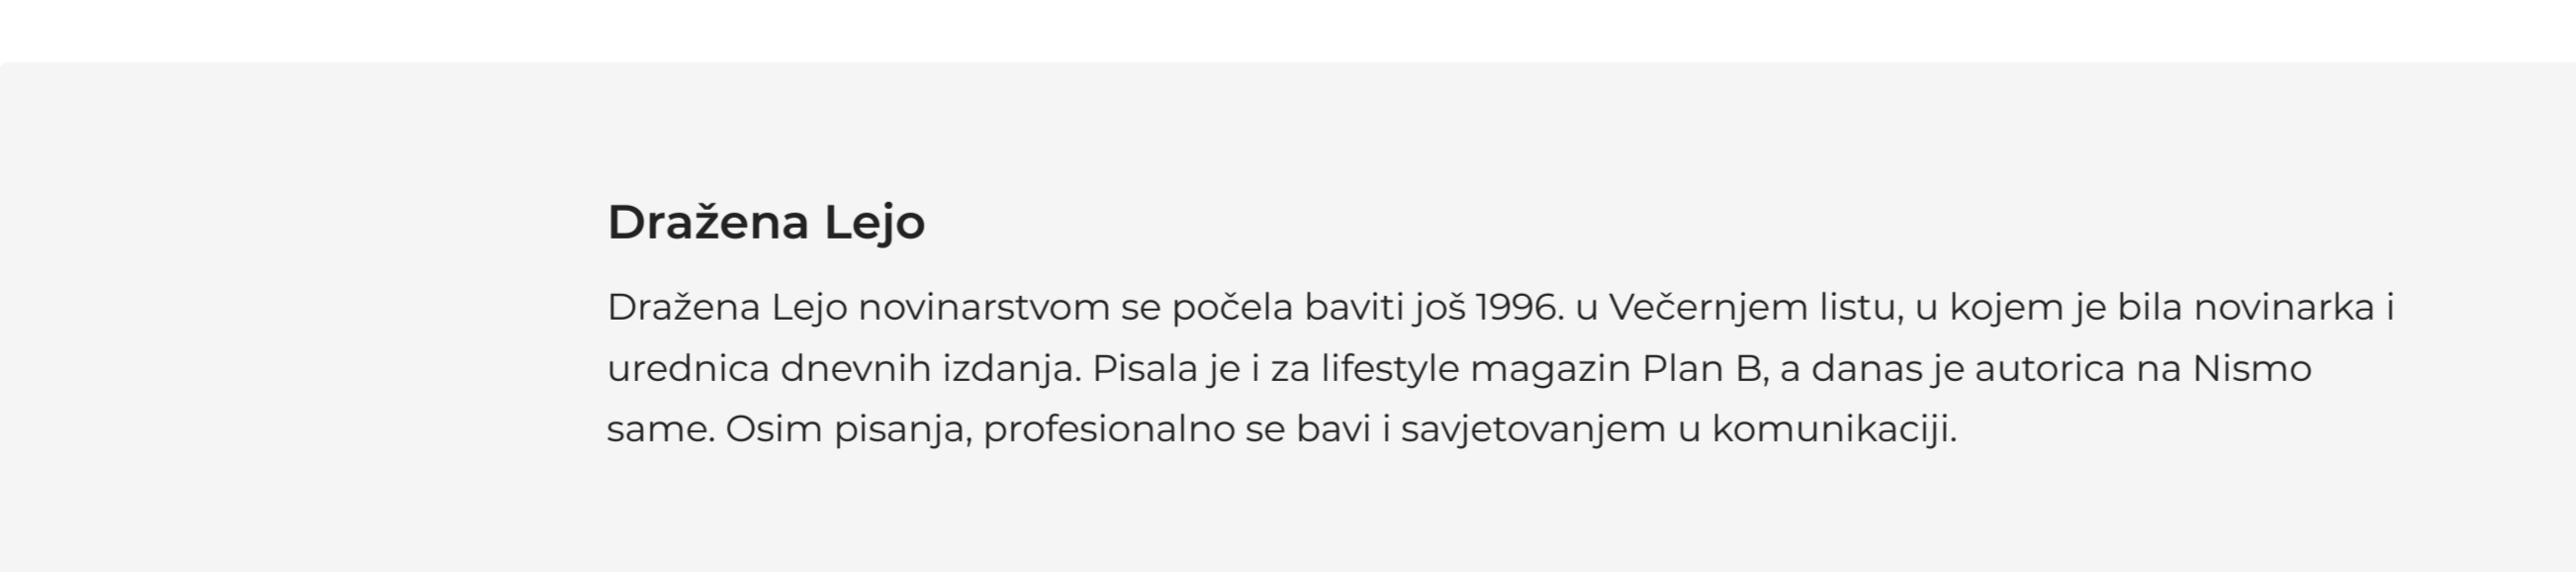 Dražena Lejo
Dražena Lejo novinarstvom se počela baviti još 1996. u Večernjem listu, u kojem je bila novinarka i
urednica dnevnih izdanja. Pisala je i za lifestyle magazin Plan B, a danas je autorica na Nismo
same. Osim pisanja, profesionalno se bavi i savjetovanjem u komunikaciji.